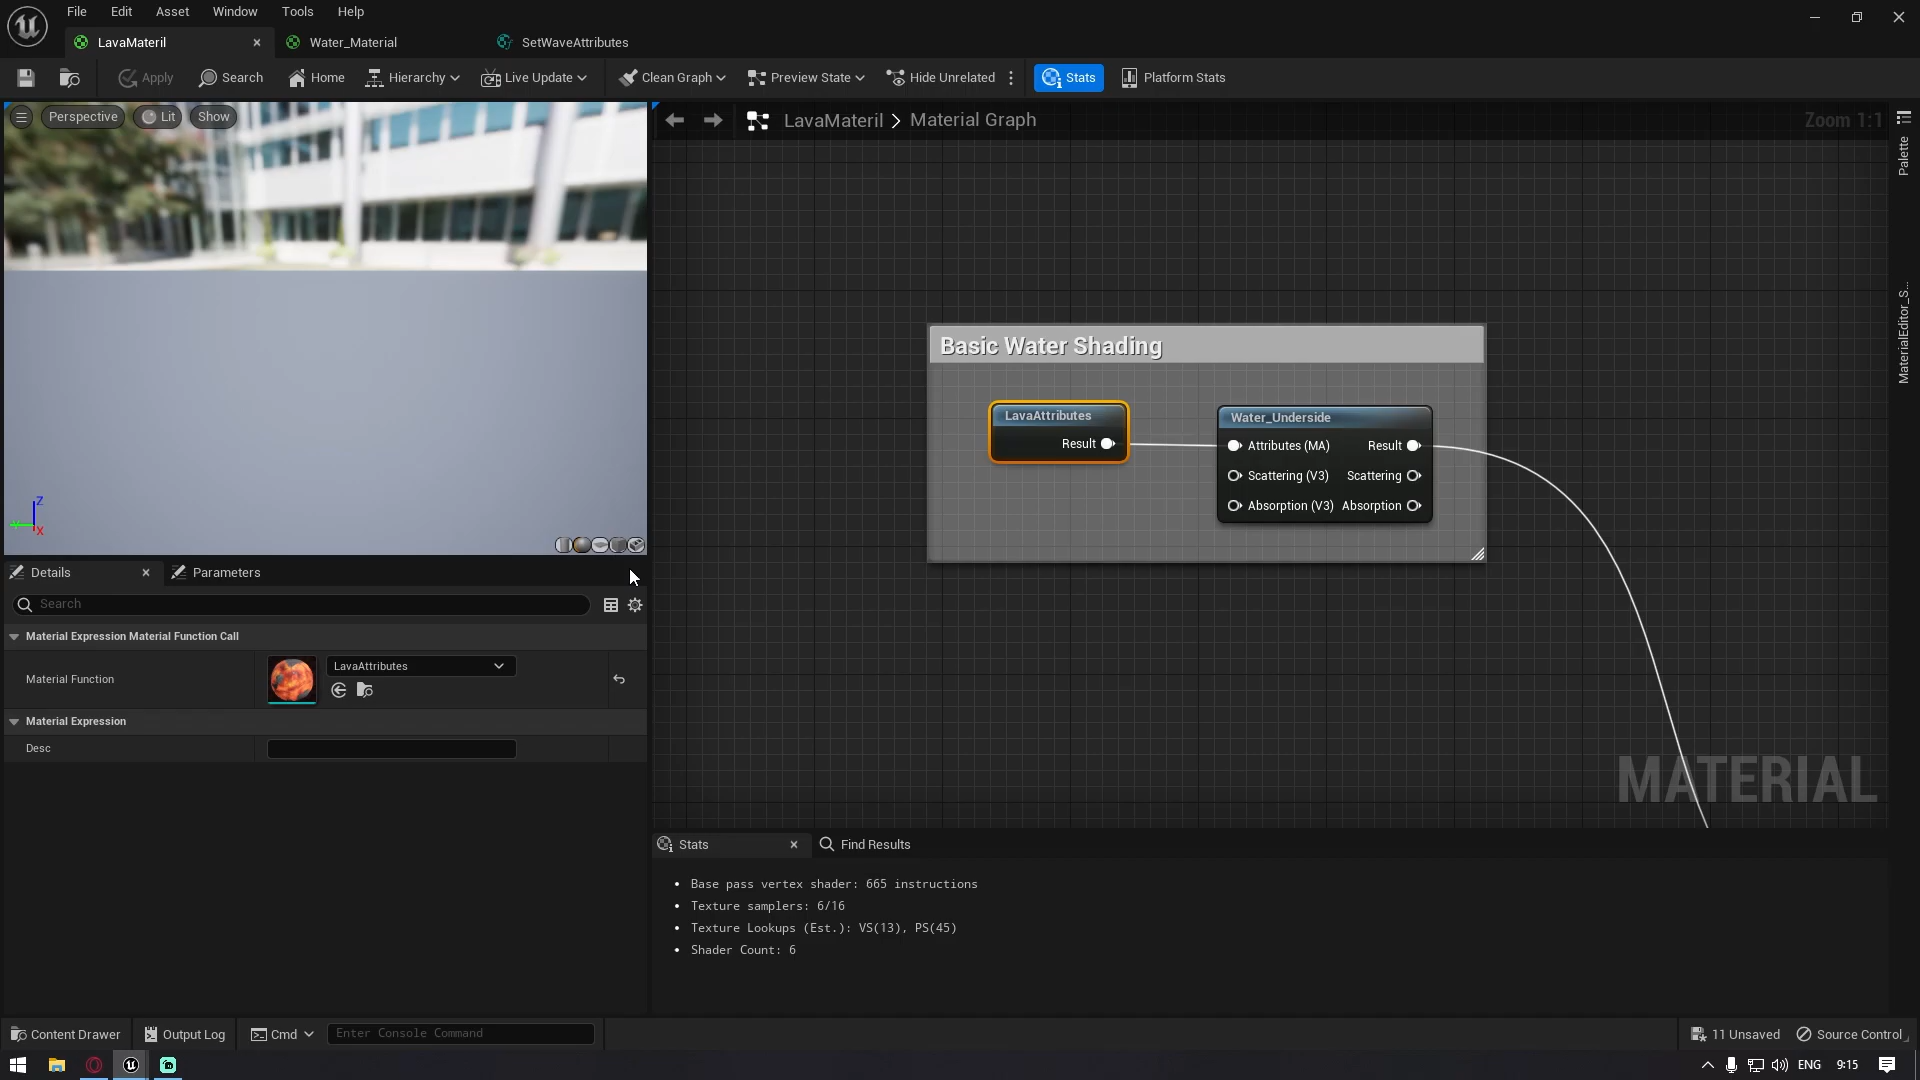 File Edit Asset Window Tools Help
LavaMateril Water_Material SetWaveAttributes
Apply Search Home Hierarchy Live Update Clean Graph Preview State Hide Unrelated Stats Platform Stats
Perspective Lit Show
LavaMateril > Material Graph Zoom 1:1
Palette
MaterialEditor_S...
Basic Water Shading
LavaAttributes
Result
Water_Underside
Attributes (MA) Result
Scattering (V3) Scattering
Absorption (V3) Absorption
MATERIAL
Z
Y
X
Details Parameters
Search
Material Expression Material Function Call
Material Function LavaAttributes
Material Expression
Desc
Stats Find Results
• Base pass vertex shader: 665 instructions
• Texture samplers: 6/16
• Texture Lookups (Est.): VS(13), PS(45)
• Shader Count: 6
Content Drawer Output Log Cmd Enter Console Command 11 Unsaved Source Control
ENG 9:15